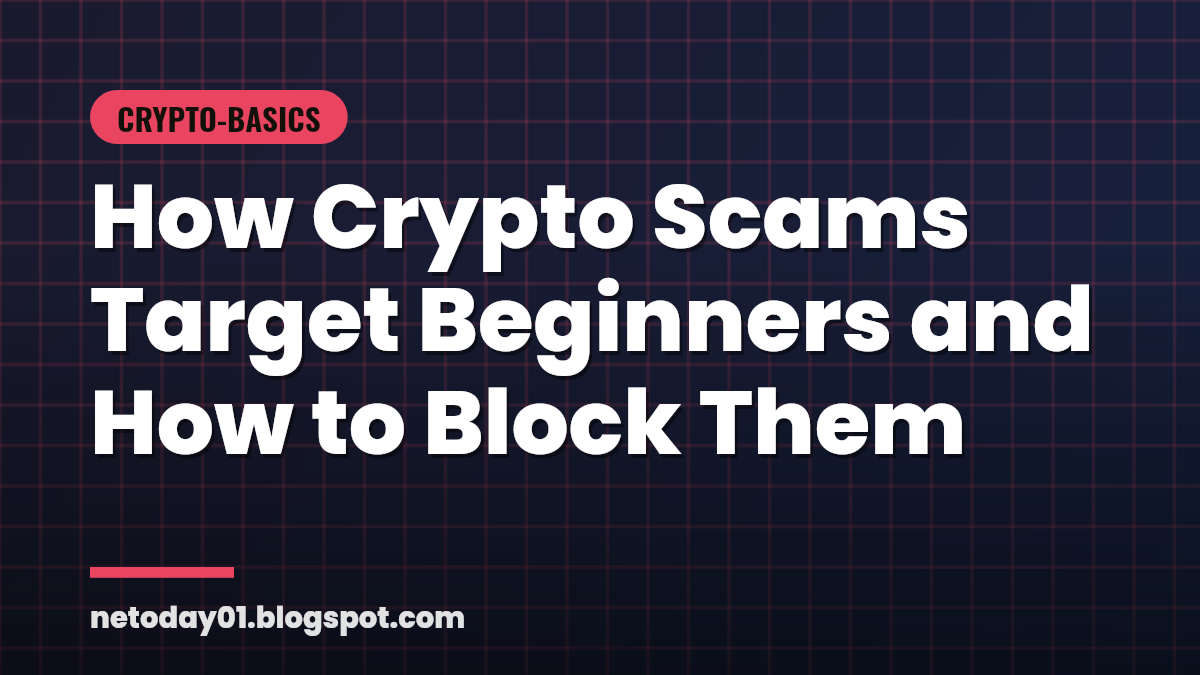 CRYPTO-BASICS
How Crypto Scams
Target Beginners and
How to Block Them
netoday01.blogspot.com